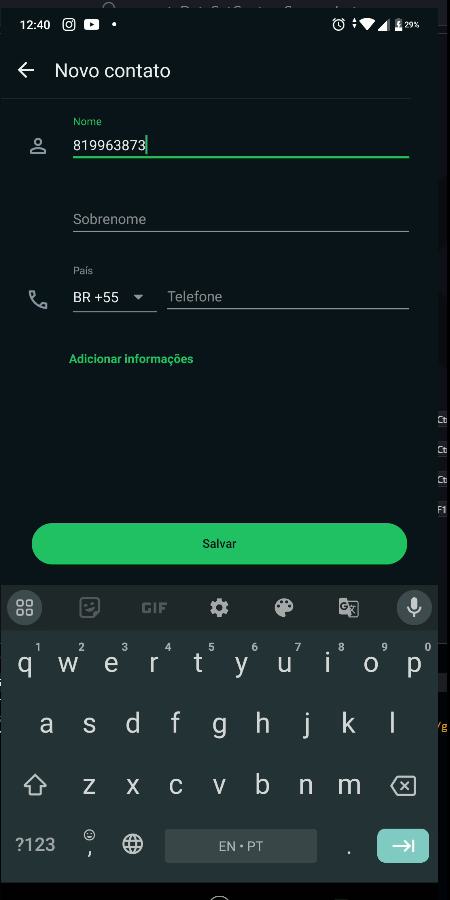 12:40 29%
Novo contato
Nome
819963873
Sobrenome
País
BR +55 Telefone
Adicionar informações
Salvar
GIF
1 2 3 4 5 6 7 8 9 0
q w e r t y u i o p
a s d f g h j k l
z x c v b n m
?123 , EN • PT .